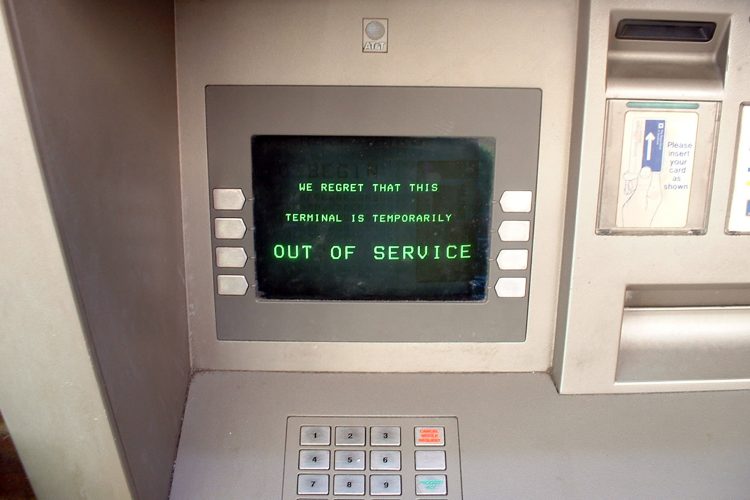 AT&T
WE REGRET THAT THIS
TERMINAL IS TEMPORARILY
OUT OF SERVICE
Please
insert
your
card
as
shown
1 2 3
4 5 6
7 8 9
CANCEL